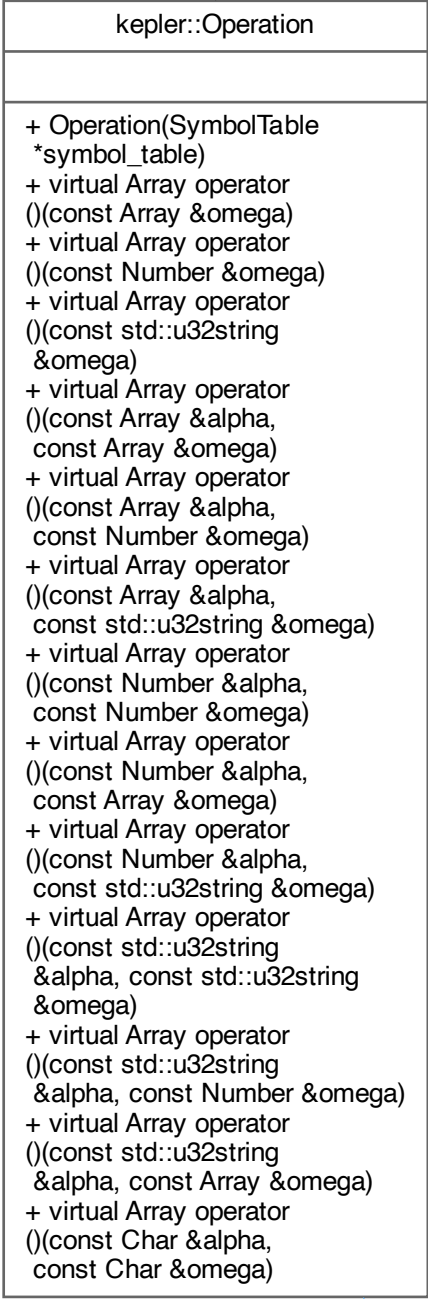 kepler::Operation
+ Operation(SymbolTable
*symbol_table)
+ virtual Array operator
()(const Array &omega)
+ virtual Array operator
()(const Number &omega)
+ virtual Array operator
()(const std::u32string
&omega)
+ virtual Array operator
()(const Array &alpha,
const Array &omega)
+ virtual Array operator
()(const Array &alpha,
const Number &omega)
+ virtual Array operator
()(const Array &alpha,
const std::u32string &omega)
+ virtual Array operator
()(const Number &alpha,
const Number &omega)
+ virtual Array operator
()(const Number &alpha,
const Array &omega)
+ virtual Array operator
()(const Number &alpha,
const std::u32string &omega)
+ virtual Array operator
()(const std::u32string
&alpha, const std::u32string
&omega)
+ virtual Array operator
()(const std::u32string
&alpha, const Number &omega)
+ virtual Array operator
()(const std::u32string
&alpha, const Array &omega)
+ virtual Array operator
()(const Char &alpha,
const Char &omega)